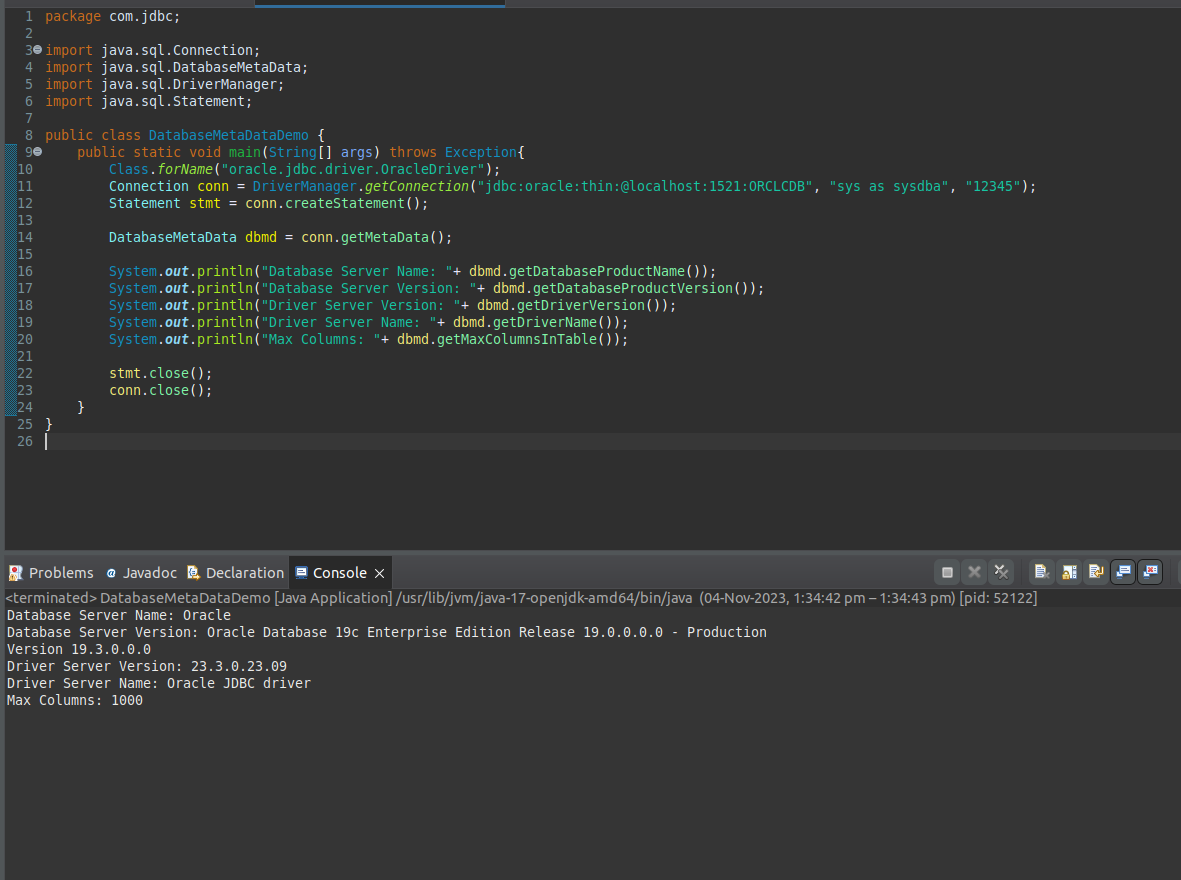 1 package com.jdbc;
2
3 import java.sql.Connection;
4 import java.sql.DatabaseMetaData;
5 import java.sql.DriverManager;
6 import java.sql.Statement;
7
8 public class DatabaseMetaDataDemo {
9     public static void main(String[] args) throws Exception{
10         Class.forName("oracle.jdbc.driver.OracleDriver");
11         Connection conn = DriverManager.getConnection("jdbc:oracle:thin:@localhost:1521:ORCLCDB", "sys as sysdba", "12345");
12         Statement stmt = conn.createStatement();
13
14         DatabaseMetaData dbmd = conn.getMetaData();
15
16         System.out.println("Database Server Name: "+ dbmd.getDatabaseProductName());
17         System.out.println("Database Server Version: "+ dbmd.getDatabaseProductVersion());
18         System.out.println("Driver Server Version: "+ dbmd.getDriverVersion());
19         System.out.println("Driver Server Name: "+ dbmd.getDriverName());
20         System.out.println("Max Columns: "+ dbmd.getMaxColumnsInTable());
21
22         stmt.close();
23         conn.close();
24     }
25 }
26
Problems @ Javadoc Declaration Console
<terminated> DatabaseMetaDataDemo [Java Application] /usr/lib/jvm/java-17-openjdk-amd64/bin/java (04-Nov-2023, 1:34:42 pm – 1:34:43 pm) [pid: 52122]
Database Server Name: Oracle
Database Server Version: Oracle Database 19c Enterprise Edition Release 19.0.0.0.0 - Production
Version 19.3.0.0.0
Driver Server Version: 23.3.0.23.09
Driver Server Name: Oracle JDBC driver
Max Columns: 1000